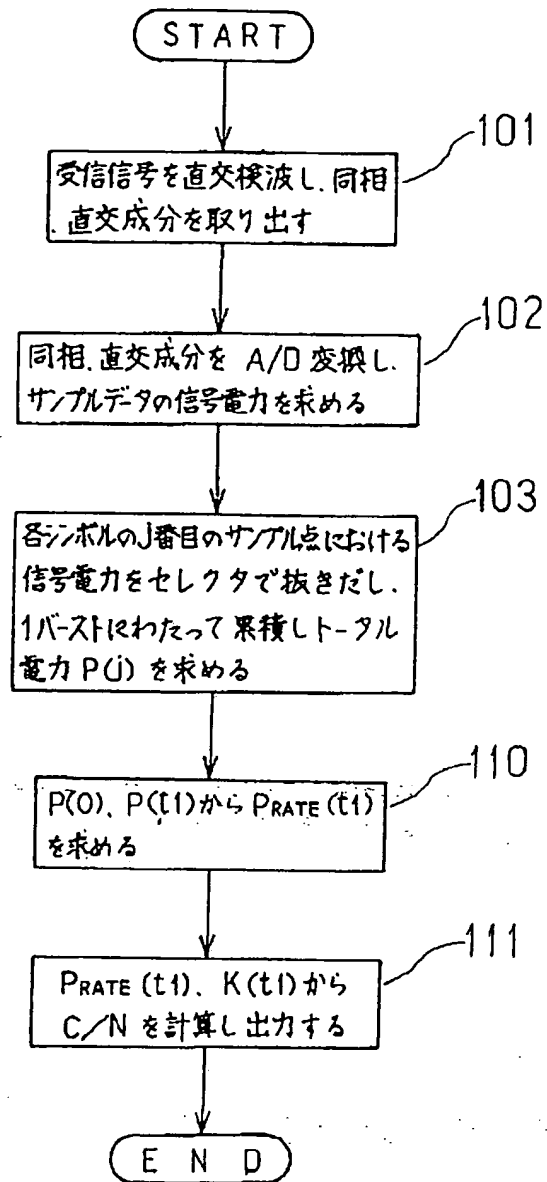 START
101
受信信号を直交検波し、同相
、直交成分を取り出す
102
同相、直交成分を A/D 変換し、
サンプルデータの信号電力を求める
103
各シンボルのj番目のサンプル点における
信号電力をセレクタで抜きだし、
1バーストにわたって累積しトータル
電力 P(j) を求める
110
P(0)、P(t1)からPRATE(t1)
を求める
111
PRATE(t1)、K(t1)から
C/N を計算し出力する
END